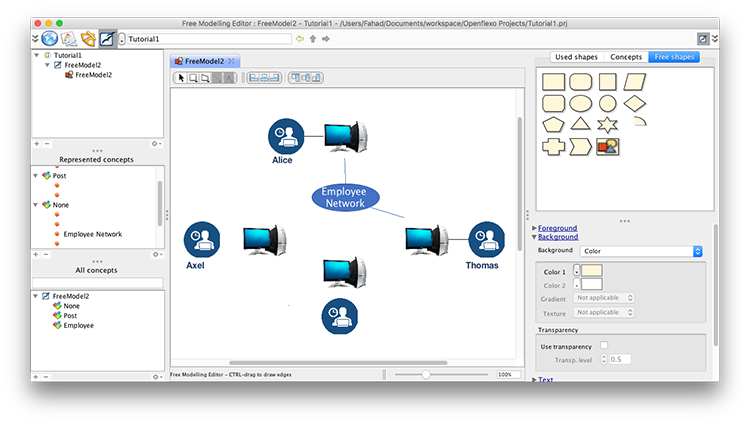 Free Modelling Editor : FreeModel2 - Tutorial1 - /Users/Fahad/Documents/workspace/Openflexo Projects/Tutorial1.prj
Tutorial1
Tutorial1
FreeModel2
FreeModel2
Represented concepts
Post
None
Employee Network
All concepts
FreeModel2
None
Post
Employee
FreeModel2
A
Alice
Employee
Network
Axel
Thomas
Free Modelling Editor - CTRL-drag to draw edges
100%
Used shapes
Concepts
Free shapes
Foreground
Background
Background
Color
Color 1
Color 2
Gradient
Not applicable
Texture
Not applicable
Transparency
Use transparency
Transp. level
0.5
Text